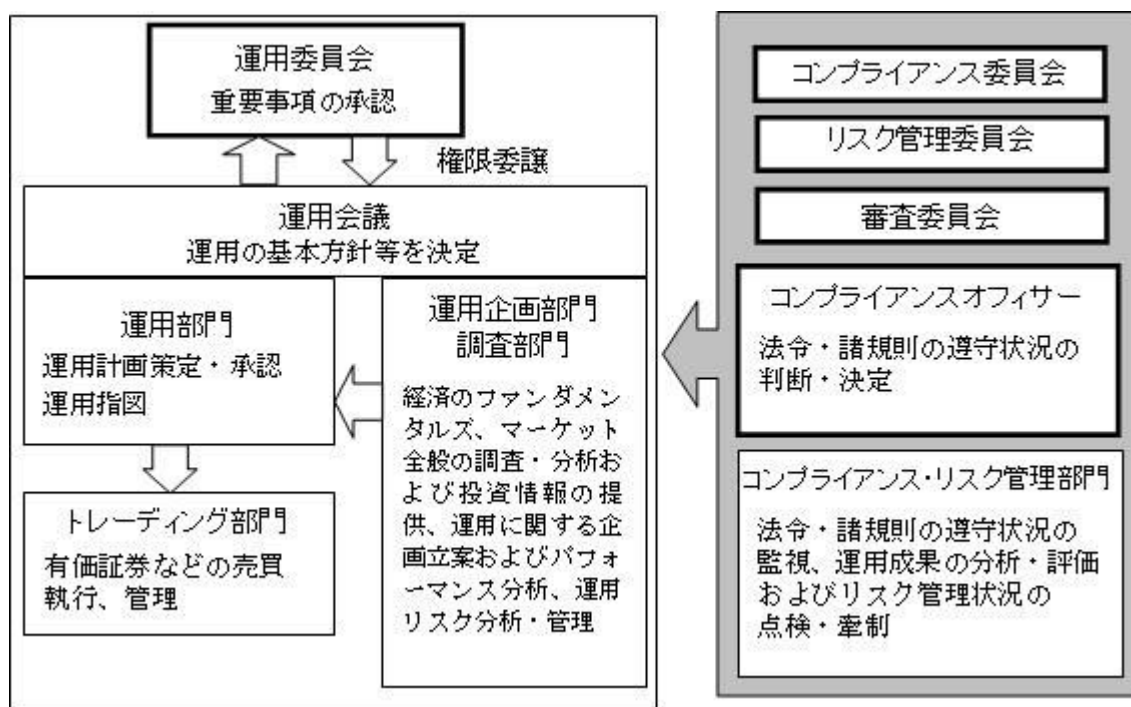 運用委員会
重要事項の承認
権限委譲
運用会議
運用の基本方針等を決定
運用部門
運用計画策定・承認
運用指図
トレーディング部門
有価証券などの売買
執行、管理
運用企画部門
調査部門
経済のファンダメン
タルズ、マーケット
全般の調査・分析お
よび投資情報の提
供、運用に関する企
画立案およびパフォ
ーマンス分析、運用
リスク分析・管理
コンプライアンス委員会
リスク管理委員会
審査委員会
コンプライアンスオフィサー
法令・諸規則の遵守状況の
判断・決定
コンプライアンス・リスク管理部門
法令・諸規則の遵守状況の
監視、運用成果の分析・評価
およびリスク管理状況の
点検・牽制